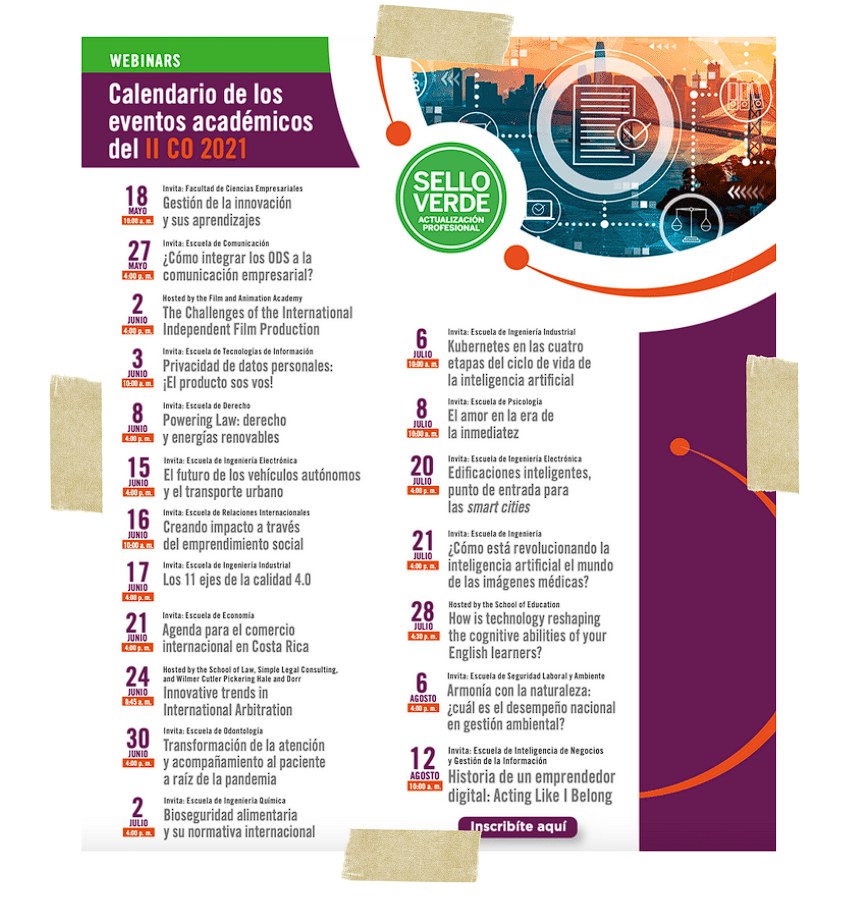 WEBINARS
Calendario de los
eventos académicos
del II CO 2021
SELLO
VERDE
ACTUALIZACIÓN
PROFESIONAL
18
MAYO
10:00 a. m.
Invita: Facultad de Ciencias Empresariales
Gestión de la innovación
y sus aprendizajes
27
MAYO
4:00 p. m.
Invita: Escuela de Comunicación
¿Cómo integrar los ODS a la
comunicación empresarial?
2
JUNIO
4:00 p. m.
Hosted by the Film and Animation Academy
The Challenges of the International
Independent Film Production
3
JUNIO
10:00 a. m.
Invita: Escuela de Tecnologías de Información
Privacidad de datos personales:
¡El producto sos vos!
8
JUNIO
4:00 p. m.
Invita: Escuela de Derecho
Powering Law: derecho
y energías renovables
15
JUNIO
4:00 p. m.
Invita: Escuela de Ingeniería Electrónica
El futuro de los vehículos autónomos
y el transporte urbano
16
JUNIO
10:00 a. m.
Invita: Escuela de Relaciones Internacionales
Creando impacto a través
del emprendimiento social
17
JUNIO
4:00 p. m.
Invita: Escuela de Ingeniería Industrial
Los 11 ejes de la calidad 4.0
21
JUNIO
4:00 p. m.
Invita: Escuela de Economía
Agenda para el comercio
internacional en Costa Rica
24
JUNIO
8:45 a. m.
Hosted by the School of Law, Simple Legal Consulting,
and Wilmer Cutler Pickering Hale and Dorr
Innovative trends in
International Arbitration
30
JUNIO
4:00 p. m.
Invita: Escuela de Odontología
Transformación de la atención
y acompañamiento al paciente
a raíz de la pandemia
2
JULIO
4:00 p. m.
Invita: Escuela de Ingeniería Química
Bioseguridad alimentaria
y su normativa internacional
6
JULIO
10:00 a. m.
Invita: Escuela de Ingeniería Industrial
Kubernetes en las cuatro
etapas del ciclo de vida de
la inteligencia artificial
8
JULIO
10:00 a. m.
Invita: Escuela de Psicología
El amor en la era de
la inmediatez
20
JULIO
4:00 p. m.
Invita: Escuela de Ingeniería Electrónica
Edificaciones inteligentes,
punto de entrada para
las smart cities
21
JULIO
4:00 p. m.
Invita: Escuela de Ingeniería
¿Cómo está revolucionando la
inteligencia artificial el mundo
de las imágenes médicas?
28
JULIO
4:30 p. m.
Hosted by the School of Education
How is technology reshaping
the cognitive abilities of your
English learners?
6
AGOSTO
4:00 p. m.
Invita: Escuela de Seguridad Laboral y Ambiente
Armonía con la naturaleza:
¿cuál es el desempeño nacional
en gestión ambiental?
12
AGOSTO
10:00 a. m.
Invita: Escuela de Inteligencia de Negocios
y Gestión de la Información
Historia de un emprendedor
digital: Acting Like I Belong
Inscribíte aquí